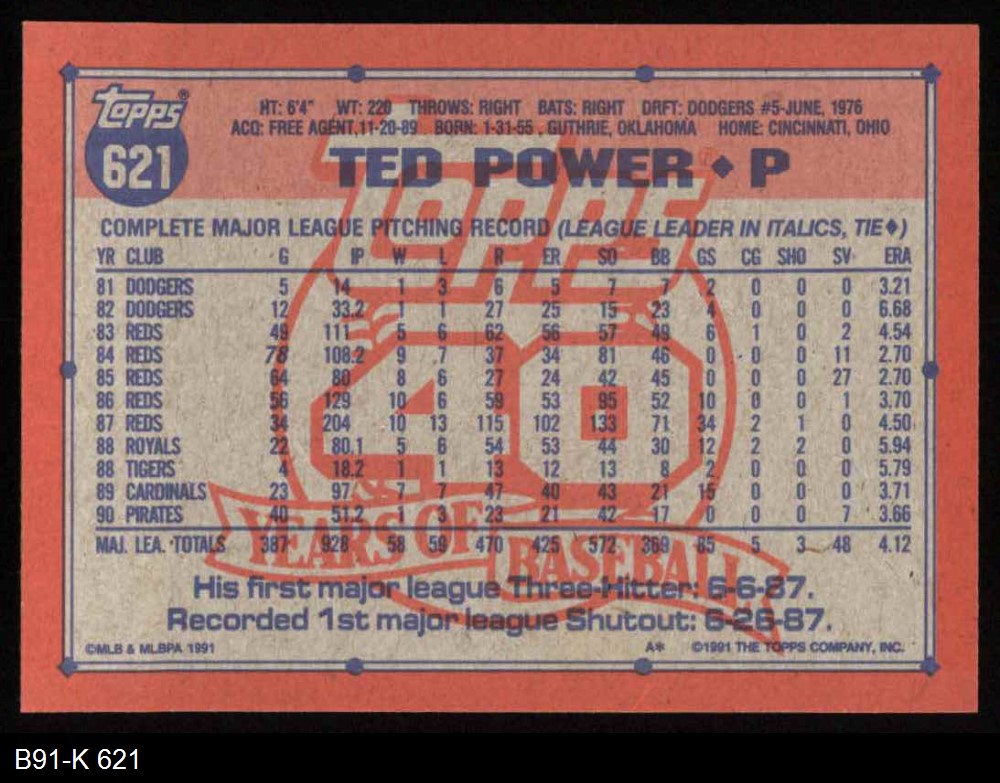 Topps®
621
HT: 6'4" WT: 220 THROWS: RIGHT BATS: RIGHT DRFT: DODGERS #5-JUNE, 1976
ACQ: FREE AGENT, 11-20-89 BORN: 1-31-55, GUTHRIE, OKLAHOMA HOME: CINCINNATI, OHIO
TED POWER ♦ P
COMPLETE MAJOR LEAGUE PITCHING RECORD (LEAGUE LEADER IN ITALICS, TIE♦)
YR CLUB G IP W L R ER SO BB GS CG SHO SV ERA
81 DODGERS 5 14 1 3 6 5 7 7 2 0 0 0 3.21
82 DODGERS 12 33.2 1 1 27 25 15 23 4 0 0 0 6.68
83 REDS 49 111 5 6 62 56 57 49 6 1 0 2 4.54
84 REDS 78 108.2 9 7 37 34 81 46 0 0 0 11 2.70
85 REDS 64 80 8 6 27 24 42 45 0 0 0 27 2.70
86 REDS 56 129 10 6 59 53 95 52 10 0 0 1 3.70
87 REDS 34 204 10 13 115 102 133 71 34 2 1 0 4.50
88 ROYALS 22 80.1 5 6 54 53 44 30 12 2 2 0 5.94
88 TIGERS 4 18.2 1 1 13 12 13 8 2 0 0 0 5.79
89 CARDINALS 23 97 7 7 47 40 43 21 15 0 0 0 3.71
90 PIRATES 40 51.2 1 3 23 21 42 17 0 0 0 7 3.66
MAJ. LEA. TOTALS 387 928 58 59 470 425 572 369 85 5 3 48 4.12
Topps®
40
YEARS OF BASEBALL
His first major league Three-Hitter: 6-6-87.
Recorded 1st major league Shutout: 6-26-87.
©MLB & MLBPA 1991 A* ©1991 THE TOPPS COMPANY, INC.
B91-K 621